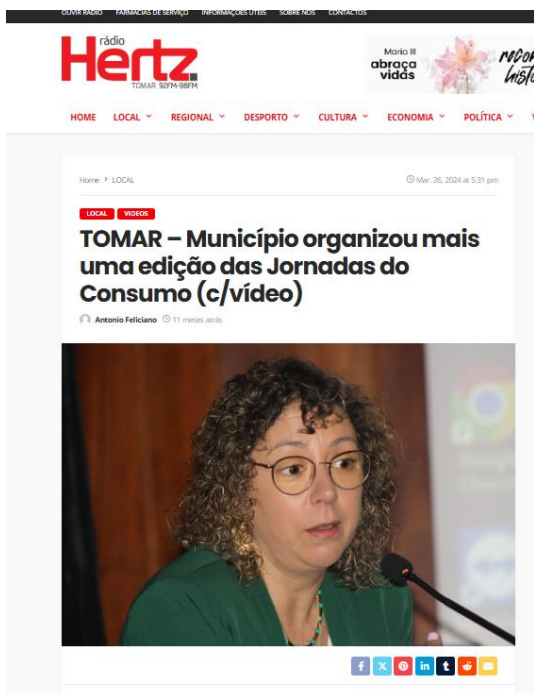 OUVIR RÁDIO FARMÁCIAS DE SERVIÇO INFORMAÇÕES ÚTEIS SOBRE NÓS CONTACTOS
rádio
Hertz
TOMAR 92FM-98FM
Maria lll
abraça
vidas
HOME LOCAL REGIONAL DESPORTO CULTURA ECONOMIA POLÍTICA
Home > LOCAL
Mar. 26, 2024 at 5:31 pm
LOCAL VIDEOS
TOMAR – Município organizou mais
uma edição das Jornadas do
Consumo (c/vídeo)
Antonio Feliciano 11 meses atrás